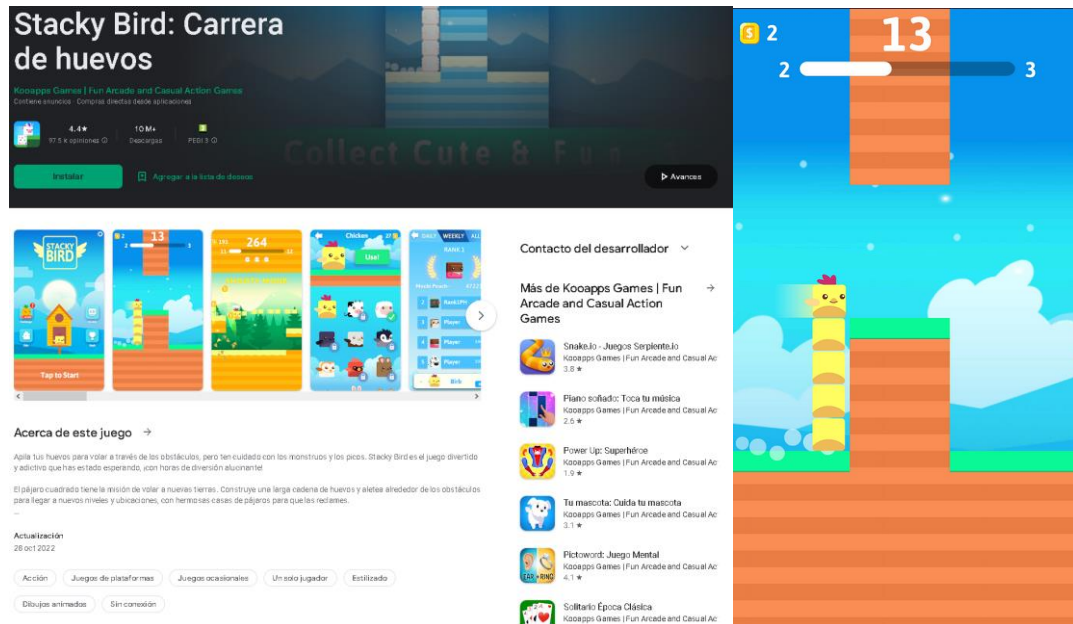 Stacky Bird: Carrera
de huevos
Kooapps Games | Fun Arcade and Casual Action Games
Contiene anuncios · Compras directas desde aplicaciones
4.4★
97.5 k opiniones
10 M+
Descargas
PEGI 3
Collect Cute & Fun
Instalar
Agregar a la lista de deseos
Avances
STACKY
BIRD
Tap to Start
2
13
2
3
264
Chicken
27
Use!
DAILY
WEEKLY
ALL
RANK 1
Player
Player
Player
Birb
Contacto del desarrollador
Más de Kooapps Games | Fun
Arcade and Casual Action
Games
Snake.io - Juegos Serpiente.io
Kooapps Games | Fun Arcade and Casual Ac
3.8 ★
Piano soñado: Toca tu música
Kooapps Games | Fun Arcade and Casual Ac
2.6 ★
Power Up: Superhéroe
Kooapps Games | Fun Arcade and Casual Ac
1.9 ★
Tu mascota: Cuida tu mascota
Kooapps Games | Fun Arcade and Casual Ac
3.1 ★
EAR + RING
Pictoword: Juego Mental
Kooapps Games | Fun Arcade and Casual Ac
4.1 ★
Solitario Época Clásica
Kooapps Games | Fun Arcade and Casual Ac
Acerca de este juego
Apila tus huevos para volar a través de los obstáculos, pero ten cuidado con los monstruos y los picos. Stacky Bird es el juego divertido
y adictivo que has estado esperando, ¡con horas de diversión alucinante!
El pájaro cuadrado tiene la misión de volar a nuevas tierras. Construye una larga cadena de huevos y aletea alrededor de los obstáculos
para llegar a nuevos niveles y ubicaciones, con hermosas casas de pájaros para que las reclames.
...
Actualización
28 oct 2022
Acción
Juegos de plataformas
Juegos ocasionales
Un solo jugador
Estilizado
Dibujos animados
Sin conexión
2
13
2
3